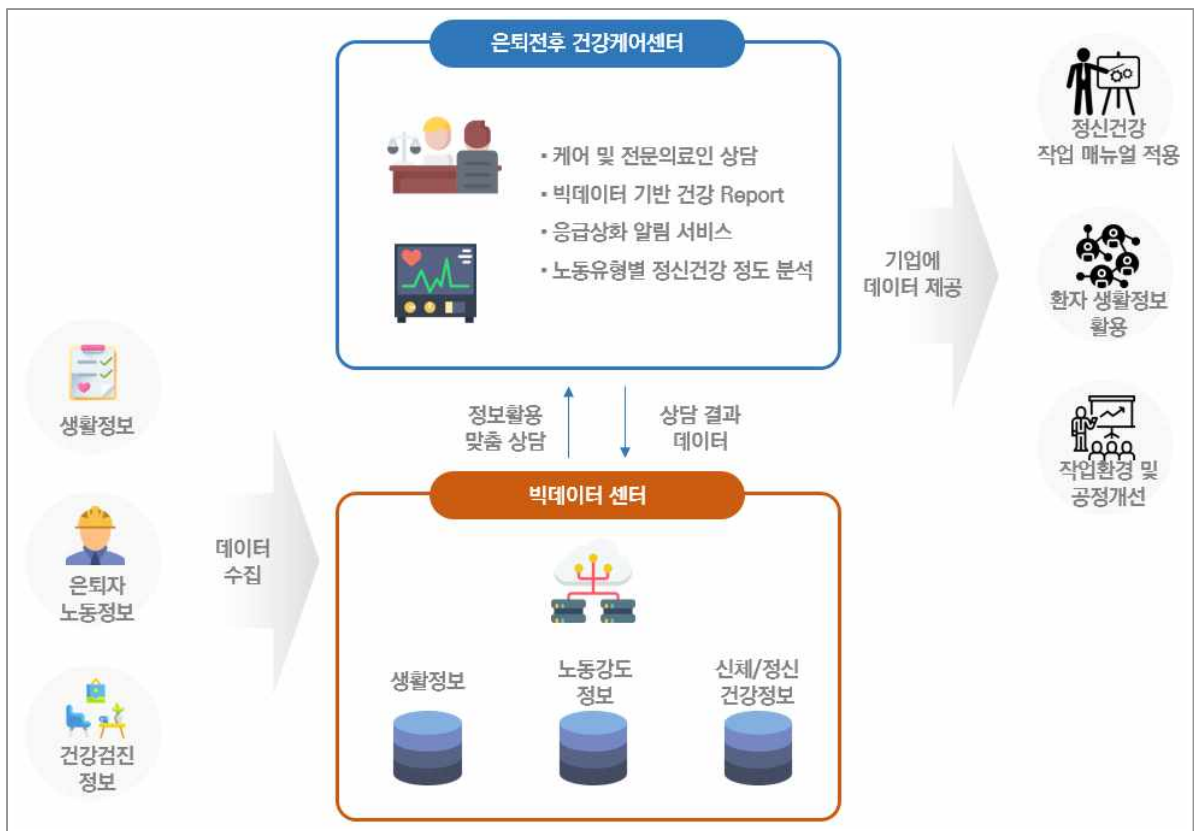 은퇴전후 건강케어센터
▪ 케어 및 전문의료인 상담
▪ 빅데이터 기반 건강 Report
▪ 응급상화 알림 서비스
▪ 노동유형별 정신건강 정도 분석
기업에
데이터 제공
정신건강
작업 매뉴얼 적용
환자 생활정보
활용
작업환경 및
공정개선
생활정보
은퇴자
노동정보
건강검진
정보
데이터
수집
정보활용
맞춤 상담
상담 결과
데이터
빅데이터 센터
생활정보
노동강도
정보
신체/정신
건강정보